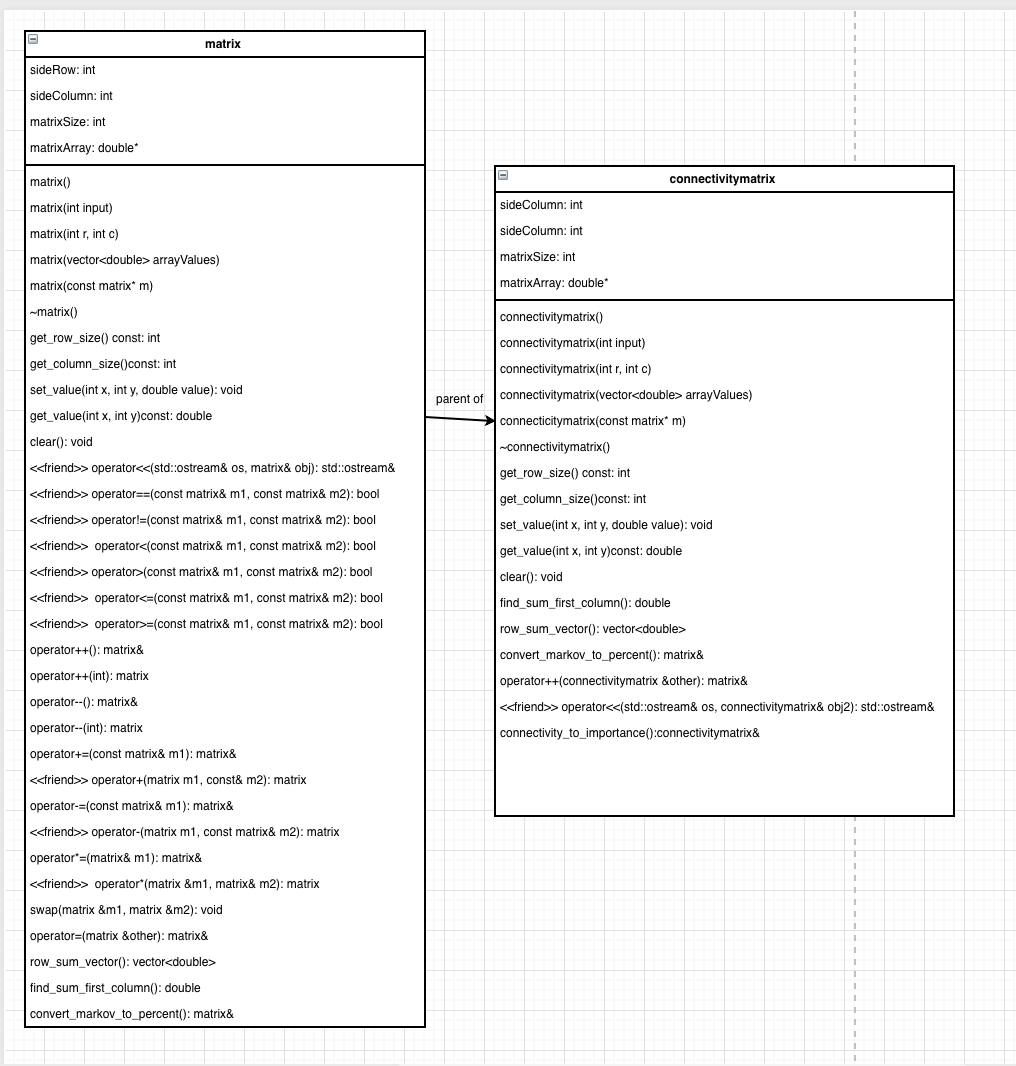 matrix
sideRow: int
sideColumn: int
matrixSize: int
matrixArray: double*
matrix()
matrix(int input)
matrix(int r, int c)
matrix(vector<double> arrayValues)
matrix(const matrix* m)
~matrix()
get_row_size() const: int
get_column_size()const: int
set_value(int x, int y, double value): void
get_value(int x, int y)const: double
clear(): void
<<friend>> operator<<(std::ostream& os, matrix& obj): std::ostream&
<<friend>> operator==(const matrix& m1, const matrix& m2): bool
<<friend>> operator!=(const matrix& m1, const matrix& m2): bool
<<friend>>  operator<(const matrix& m1, const matrix& m2): bool
<<friend>> operator>(const matrix& m1, const matrix& m2): bool
<<friend>>  operator<=(const matrix& m1, const matrix& m2): bool
<<friend>>  operator>=(const matrix& m1, const matrix& m2): bool
operator++(): matrix&
operator++(int): matrix
operator--(): matrix&
operator--(int): matrix
operator+=(const matrix& m1): matrix&
<<friend>> operator+(matrix m1, const& m2): matrix
operator-=(const matrix& m1): matrix&
<<friend>> operator-(matrix m1, const matrix& m2): matrix
operator*=(matrix& m1): matrix&
<<friend>>  operator*(matrix &m1, matrix& m2): matrix
swap(matrix &m1, matrix &m2): void
operator=(matrix &other): matrix&
row_sum_vector(): vector<double>
find_sum_first_column(): double
convert_markov_to_percent(): matrix&
parent of
connectivitymatrix
sideColumn: int
sideColumn: int
matrixSize: int
matrixArray: double*
connectivitymatrix()
connectivitymatrix(int input)
connectivitymatrix(int r, int c)
connectivitymatrix(vector<double> arrayValues)
connecticitymatrix(const matrix* m)
~connectivitymatrix()
get_row_size() const: int
get_column_size()const: int
set_value(int x, int y, double value): void
get_value(int x, int y)const: double
clear(): void
find_sum_first_column(): double
row_sum_vector(): vector<double>
convert_markov_to_percent(): matrix&
operator++(connectivitymatrix &other): matrix&
<<friend>> operator<<(std::ostream& os, connectivitymatrix& obj2): std::ostream&
connectivity_to_importance():connectivitymatrix&